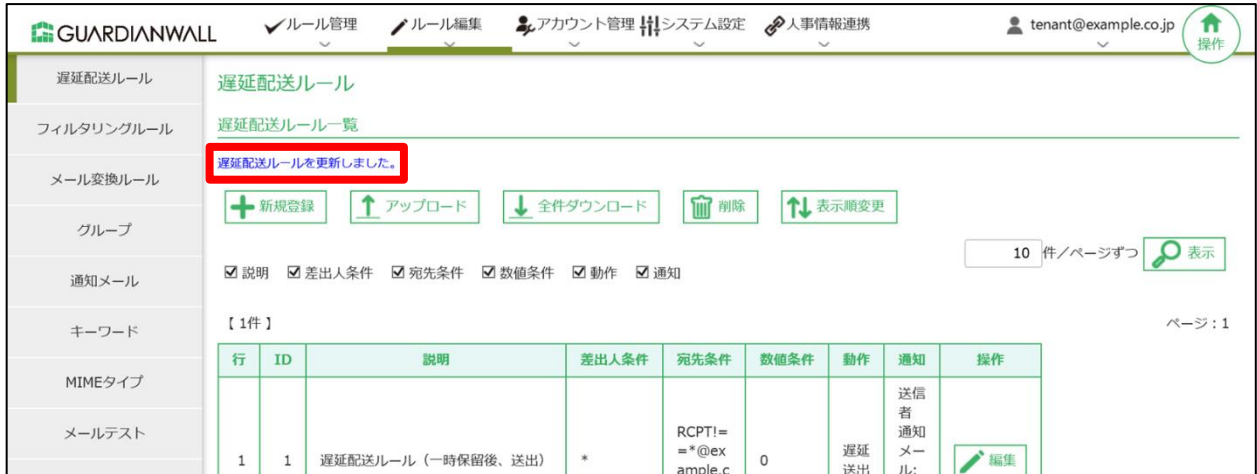 GUARDIANWALL
ルール管理
ルール編集
アカウント管理
システム設定
人事情報連携
tenant@example.co.jp
操作
遅延配送ルール
フィルタリングルール
メール変換ルール
グループ
通知メール
キーワード
MIMEタイプ
メールテスト
遅延配送ルール
遅延配送ルール一覧
遅延配送ルールを更新しました。
新規登録 アップロード 全件ダウンロード 削除 表示順変更
10 件/ページずつ 表示
説明 差出人条件 宛先条件 数値条件 動作 通知
【 1件 】
ページ:1
行 ID 説明 差出人条件 宛先条件 数値条件 動作 通知 操作
1
1
遅延配送ルール(一時保留後、送出)
*
RCPT!=
=*@ex
ample.c
0
遅延
送出
送信
者
通知
メー
ル:
編集